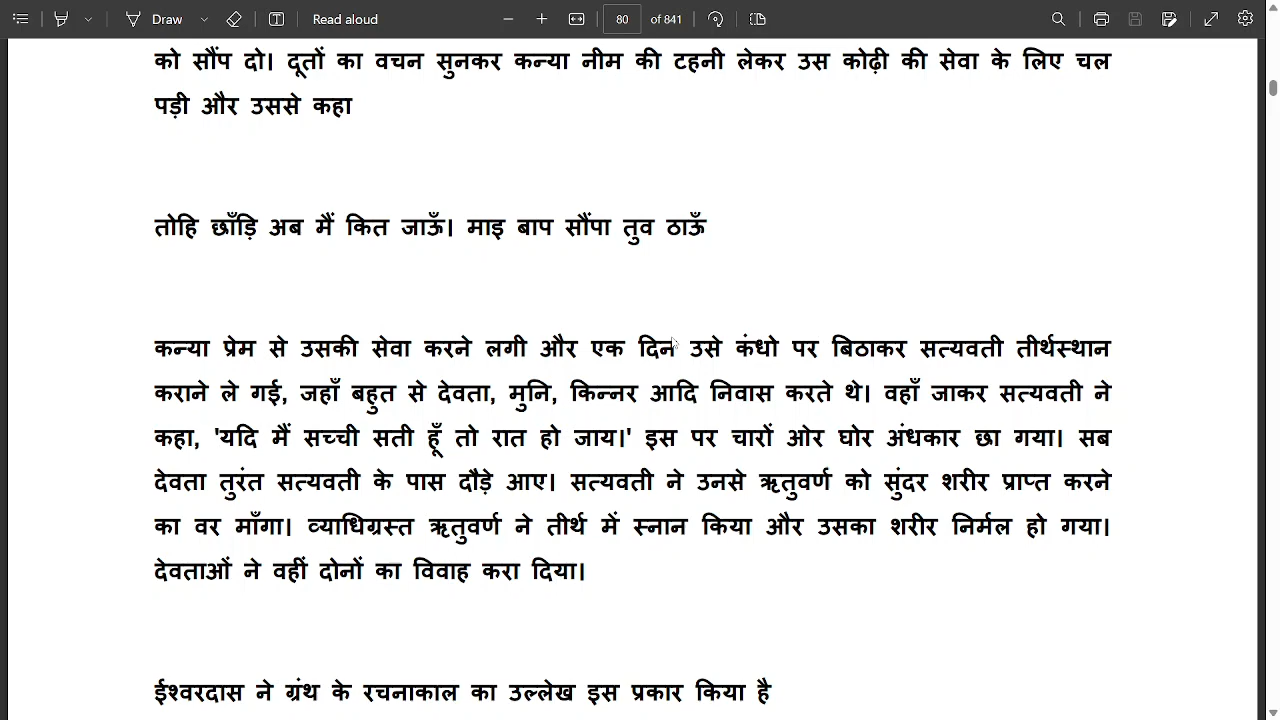 Draw
Read aloud
80 of 841
को सौंप दो। दूतों का वचन सुनकर कन्या नीम की टहनी लेकर उस कोढ़ी की सेवा के लिए चल
पड़ी और उससे कहा
तोहि छाँड़ि अब मैं कित जाऊँ। माइ बाप सौंपा तुव ठाऊँ
कन्या प्रेम से उसकी सेवा करने लगी और एक दिन उसे कंधो पर बिठाकर सत्यवती तीर्थस्थान
कराने ले गई, जहाँ बहुत से देवता, मुनि, किन्नर आदि निवास करते थे। वहाँ जाकर सत्यवती ने
कहा, 'यदि मैं सच्ची सती हूँ तो रात हो जाय।' इस पर चारों ओर घोर अंधकार छा गया। सब
देवता तुरंत सत्यवती के पास दौड़े आए। सत्यवती ने उनसे ऋतुवर्ण को सुंदर शरीर प्राप्त करने
का वर माँगा। व्याधिग्रस्त ऋतुवर्ण ने तीर्थ में स्नान किया और उसका शरीर निर्मल हो गया।
देवताओं ने वहीं दोनों का विवाह करा दिया।
ईश्वरदास ने ग्रंथ के रचनाकाल का उल्लेख इस प्रकार किया है